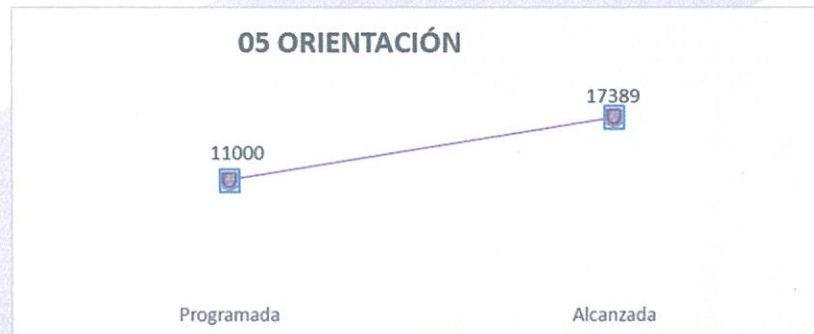 05 ORIENTACIÓN
17389
11000
Programada
Alcanzada